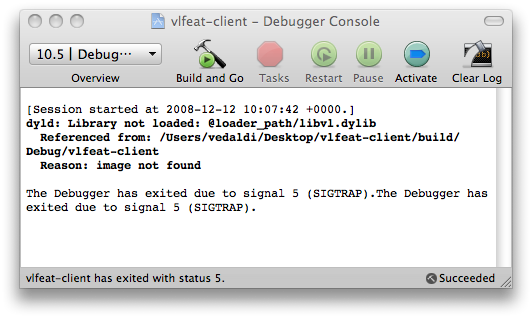 vlfeat-client – Debugger Console
10.5 | Debug···
Overview
Build and Go
Tasks
Restart
Pause
Activate
Clear Log
[Session started at 2008-12-12 10:07:42 +0000.]
dyld: Library not loaded: @loader_path/libvl.dylib
Referenced from: /Users/vedaldi/Desktop/vlfeat-client/build/
Debug/vlfeat-client
Reason: image not found
The Debugger has exited due to signal 5 (SIGTRAP).The Debugger has
exited due to signal 5 (SIGTRAP).
vlfeat-client has exited with status 5.
Succeeded